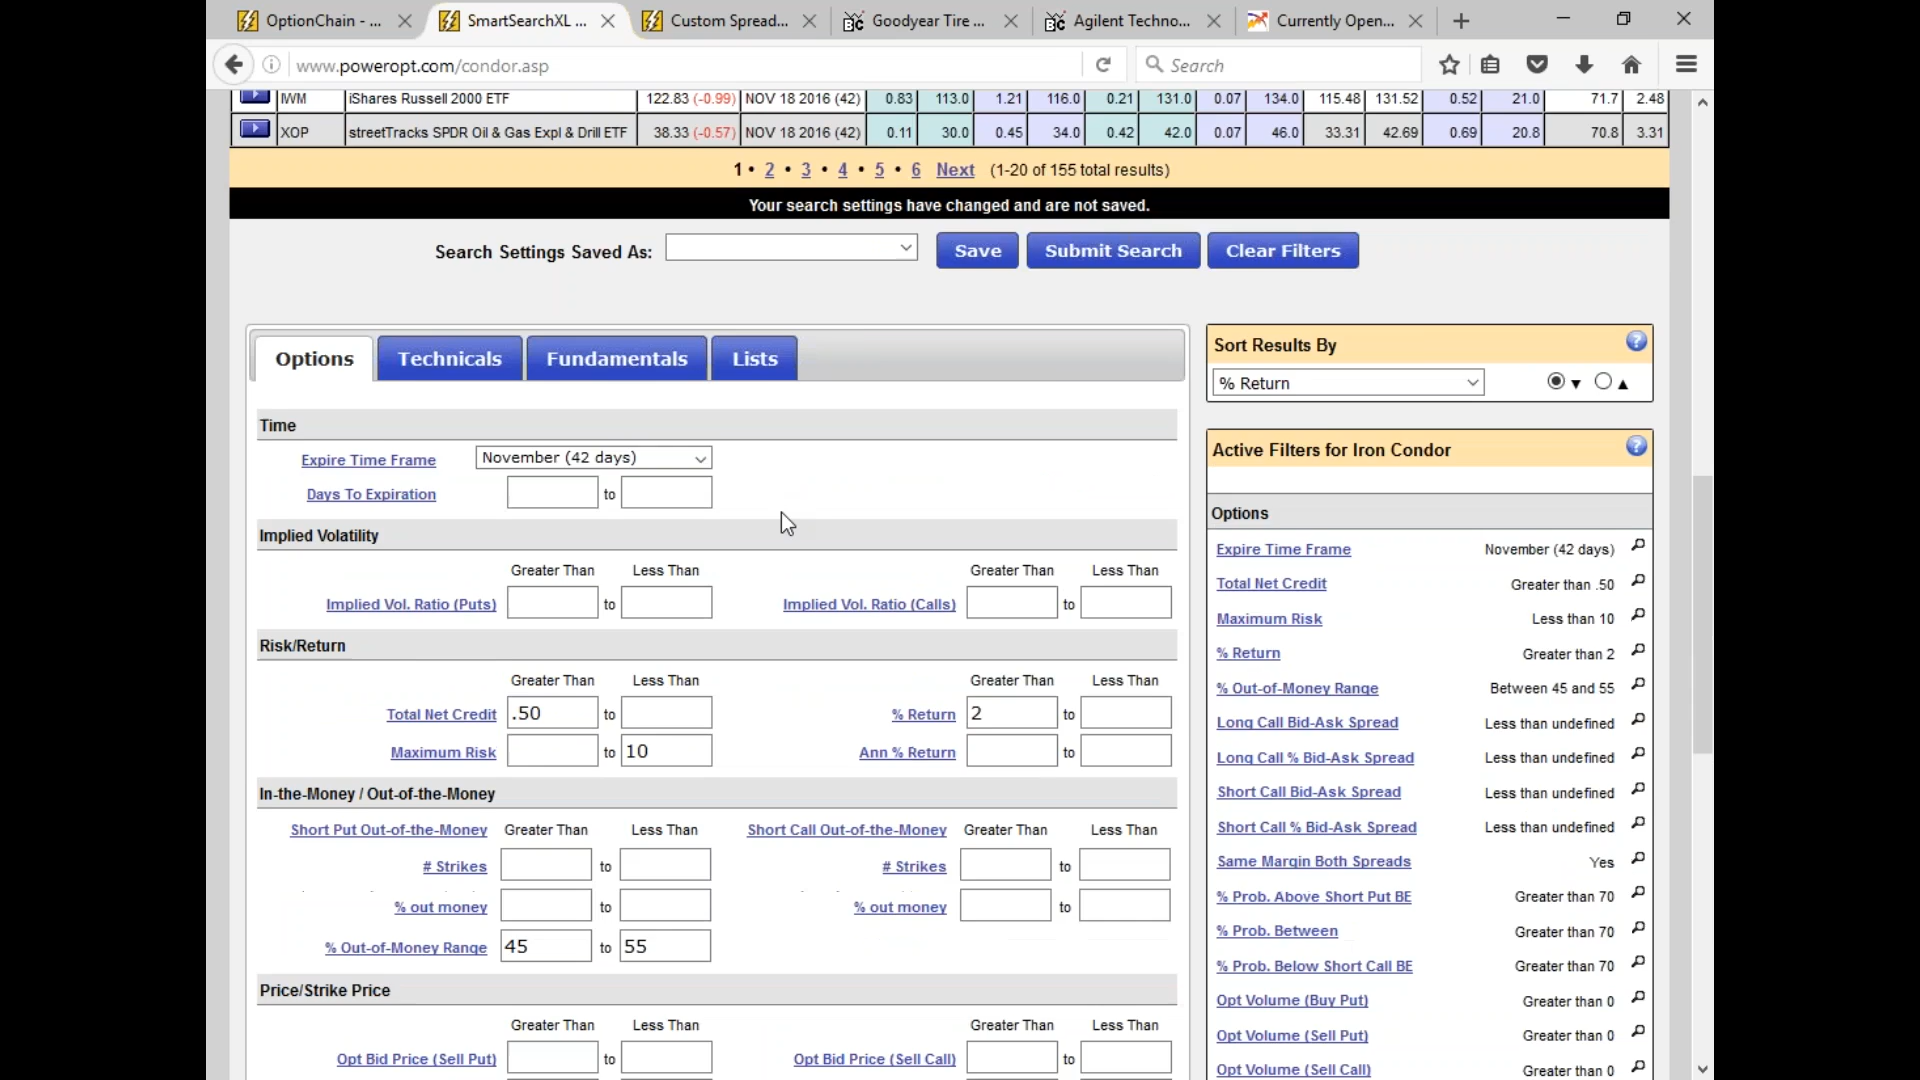 OptionChain - ...
SmartSearchXL ...
Custom Spread...
Goodyear Tire ...
Agilent Techno...
Currently Open...
www.poweropt.com/condor.asp
Search
IWM iShares Russell 2000 ETF 122.83 (-0.99) NOV 18 2016 (42) 0.83 113.0 1.21 116.0 0.21 131.0 0.07 134.0 115.48 131.52 0.52 21.0 71.7 2.48
XOP streetTracks SPDR Oil & Gas Expl & Drill ETF 38.33 (-0.57) NOV 18 2016 (42) 0.11 30.0 0.45 34.0 0.42 42.0 0.07 46.0 33.31 42.69 0.69 20.8 70.8 3.31
1 • 2 • 3 • 4 • 5 • 6 Next (1-20 of 155 total results)
Your search settings have changed and are not saved.
Search Settings Saved As: Save Submit Search Clear Filters
Options Technicals Fundamentals Lists
Time
Expire Time Frame November (42 days)
Days To Expiration to
Implied Volatility
Greater Than Less Than Greater Than Less Than
Implied Vol. Ratio (Puts) to Implied Vol. Ratio (Calls) to
Risk/Return
Greater Than Less Than Greater Than Less Than
Total Net Credit .50 to % Return 2 to
Maximum Risk to 10 Ann % Return to
In-the-Money / Out-of-the-Money
Short Put Out-of-the-Money Greater Than Less Than Short Call Out-of-the-Money Greater Than Less Than
# Strikes to # Strikes to
% out money to % out money to
% Out-of-Money Range 45 to 55
Price/Strike Price
Greater Than Less Than Greater Than Less Than
Opt Bid Price (Sell Put) to Opt Bid Price (Sell Call) to
Sort Results By
% Return
Active Filters for Iron Condor
Options
Expire Time Frame November (42 days)
Total Net Credit Greater than .50
Maximum Risk Less than 10
% Return Greater than 2
% Out-of-Money Range Between 45 and 55
Long Call Bid-Ask Spread Less than undefined
Long Call % Bid-Ask Spread Less than undefined
Short Call Bid-Ask Spread Less than undefined
Short Call % Bid-Ask Spread Less than undefined
Same Margin Both Spreads Yes
% Prob. Above Short Put BE Greater than 70
% Prob. Between Greater than 70
% Prob. Below Short Call BE Greater than 70
Opt Volume (Buy Put) Greater than 0
Opt Volume (Sell Put) Greater than 0
Opt Volume (Sell Call) Greater than 0